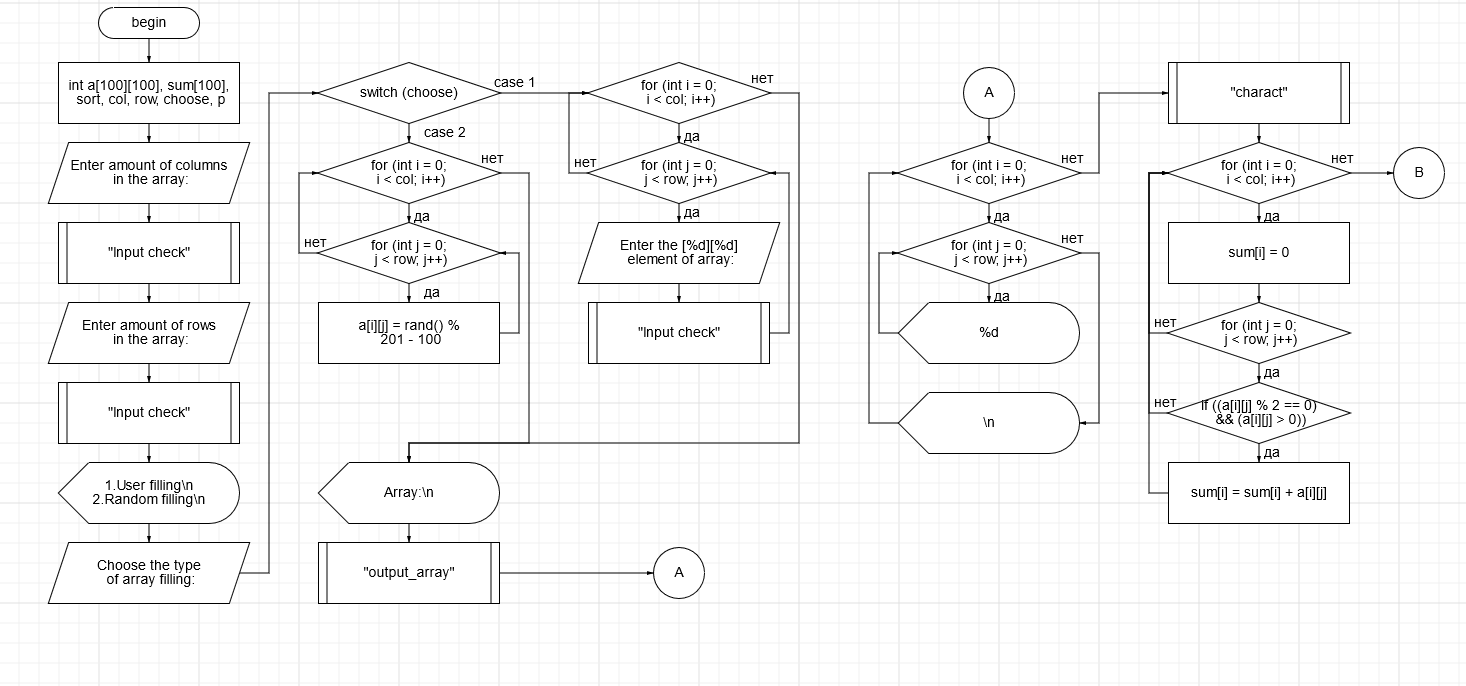 begin
int a[100][100], sum[100],
sort, col, row, choose, p
Enter amount of columns
in the array:
"Input check"
Enter amount of rows
in the array:
"Input check"
1.User filling\n
2.Random filling\n
Choose the type
of array filling:
switch (choose)
case 1
case 2
for (int i = 0;
i < col; i++)
нет
да
for (int j = 0;
j < row; j++)
нет
да
a[i][j] = rand() %
201 - 100
for (int i = 0;
i < col; i++)
нет
да
for (int j = 0;
j < row; j++)
нет
да
Enter the [%d][%d]
element of array:
"Input check"
Array:\n
"output_array"
A
A
for (int i = 0;
i < col; i++)
нет
да
for (int j = 0;
j < row; j++)
нет
да
%d
\n
"charact"
for (int i = 0;
i < col; i++)
нет
B
да
sum[i] = 0
for (int j = 0;
j < row; j++)
нет
да
if ((a[i][j] % 2 == 0)
&& (a[i][j] > 0))
нет
да
sum[i] = sum[i] + a[i][j]